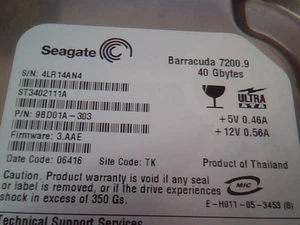 Seagate
Barracuda 7200.9
40 Gbytes
S/N: 4LR14AN4
ST3402111A
P/N: 9BD01A-303
Firmware: 3.AAE
ULTRA
ATA
+5V 0.46A
+12V 0.56A
Date Code: 06416 Site Code: TK
Product of Thailand
Caution: Product warranty is void if any seal
or label is removed, or if the drive experiences
shock in excess of 350 Gs.
MIC
E-H011-05-3453 (B)
Technical Support Services